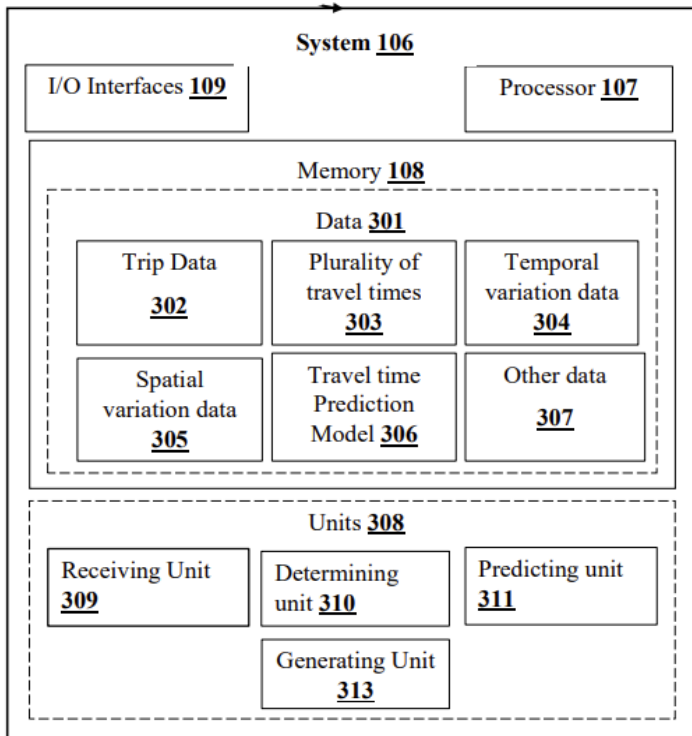 System 106
I/O Interfaces 109
Processor 107
Memory 108
Data 301
Trip Data
302
Plurality of
travel times
303
Temporal
variation data
304
Spatial
variation data
305
Travel time
Prediction
Model 306
Other data
307
Units 308
Receiving Unit
309
Determining
unit 310
Predicting unit
311
Generating Unit
313